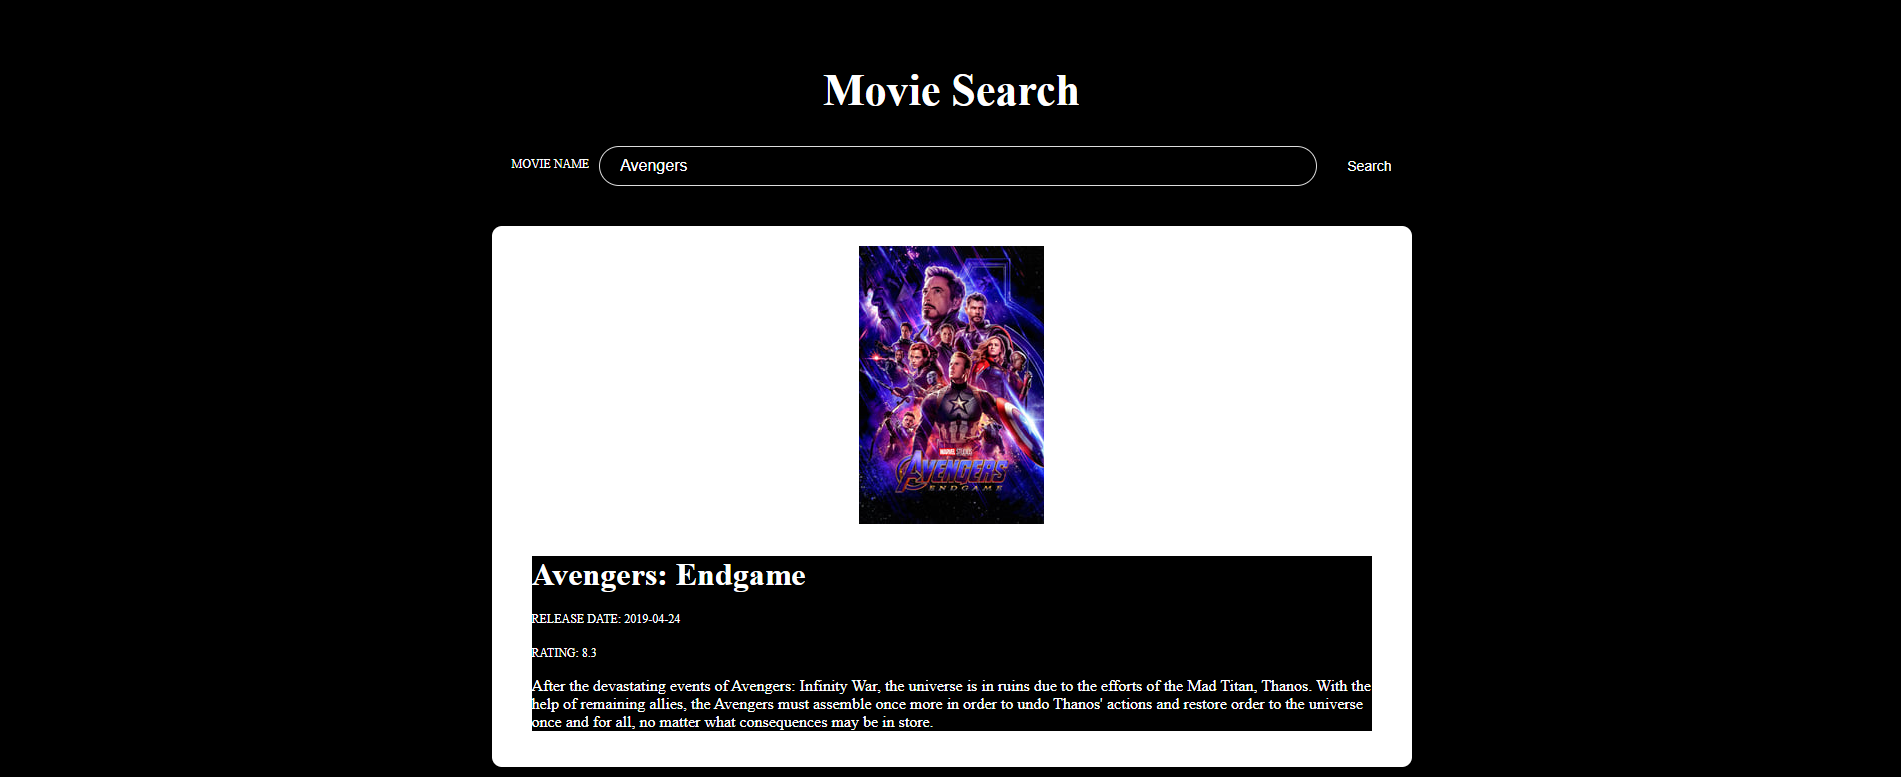 Movie Search
MOVIE NAME
Avengers
Search
MARVEL STUDIOS
AVENGERS
ENDGAME
Avengers: Endgame
RELEASE DATE: 2019-04-24
RATING: 8.3
After the devastating events of Avengers: Infinity War, the universe is in ruins due to the efforts of the Mad Titan, Thanos. With the
help of remaining allies, the Avengers must assemble once more in order to undo Thanos' actions and restore order to the universe
once and for all, no matter what consequences may be in store.